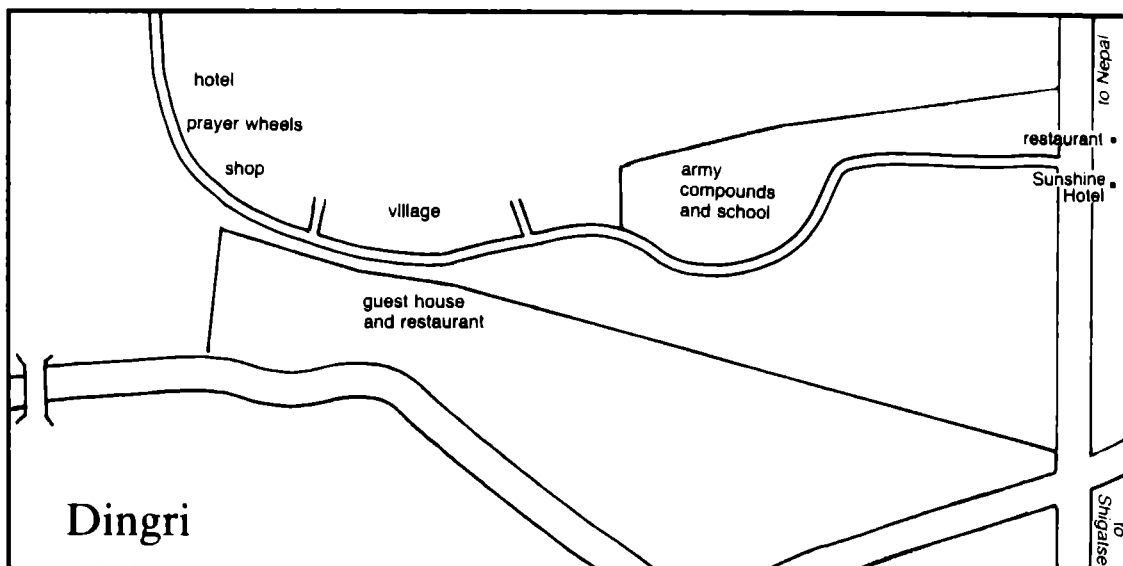 hotel
prayer wheels
shop
village
army
compounds
and school
to Nepal
restaurant
Sunshine
Hotel
guest house
and restaurant
Dingri
to
Shigatse